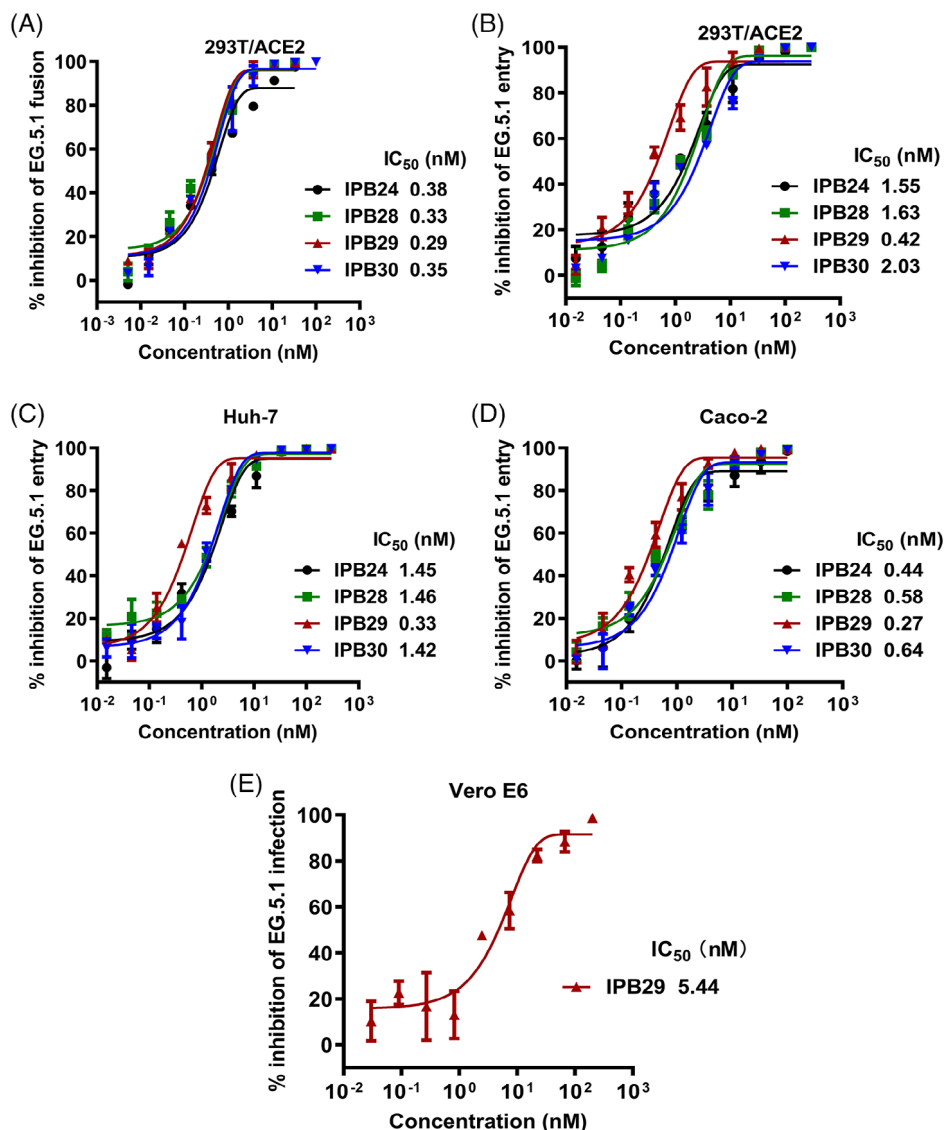 (A)
293T/ACE2
% inhibition of EG.5.1 fusion
100
80
60
40
20
0
IC50 (nM)
IPB24 0.38
IPB28 0.33
IPB29 0.29
IPB30 0.35
10-3 10-2 10-1 100 101 102 103
Concentration (nM)
(B)
293T/ACE2
% inhibition of EG.5.1 entry
100
80
60
40
20
0
IC50 (nM)
IPB24 1.55
IPB28 1.63
IPB29 0.42
IPB30 2.03
10-2 10-1 100 101 102 103
Concentration (nM)
(C)
Huh-7
% inhibition of EG.5.1 entry
100
80
60
40
20
0
IC50 (nM)
IPB24 1.45
IPB28 1.46
IPB29 0.33
IPB30 1.42
10-2 10-1 100 101 102 103
Concentration (nM)
(D)
Caco-2
% inhibition of EG.5.1 entry
100
80
60
40
20
0
IC50 (nM)
IPB24 0.44
IPB28 0.58
IPB29 0.27
IPB30 0.64
10-2 10-1 100 101 102 103
Concentration (nM)
(E)
Vero E6
% inhibition of EG.5.1 infection
100
80
60
40
20
0
IC50 (nM)
IPB29 5.44
10-2 10-1 100 101 102 103
Concentration (nM)